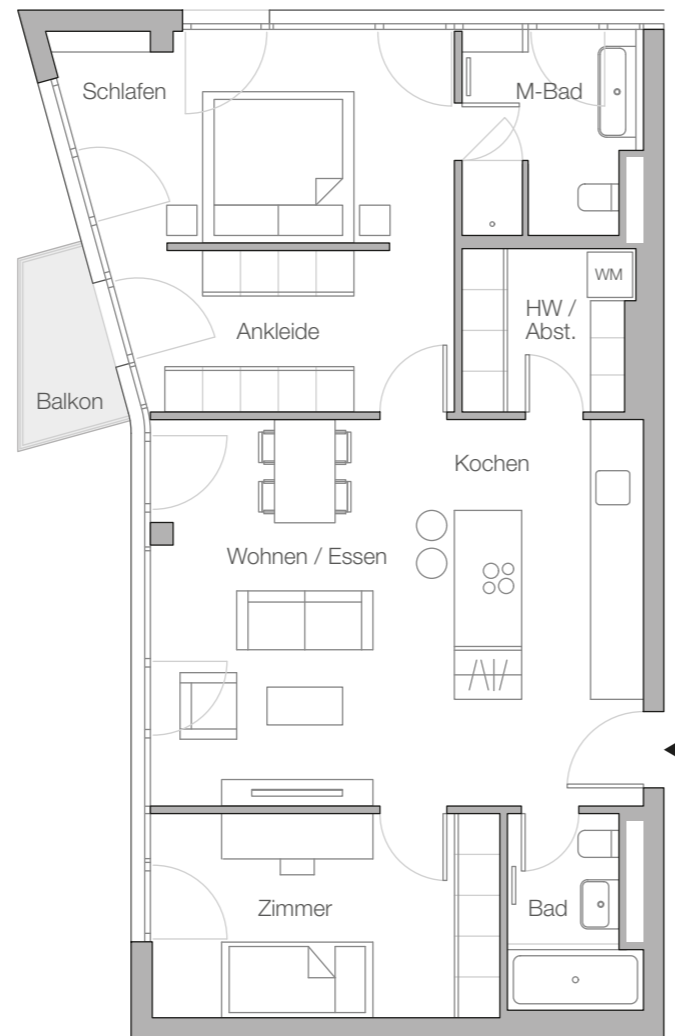 Schlafen
M-Bad
WM
HW /
Abst.
Ankleide
Balkon
Kochen
Wohnen / Essen
Zimmer
Bad